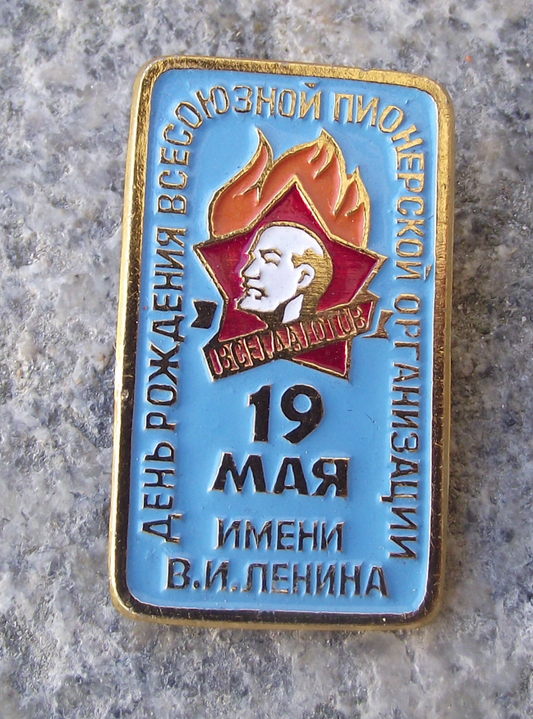 ДЕНЬ РОЖДЕНИЯ ВСЕСОЮЗНОЙ ПИОНЕРСКОЙ ОРГАНИЗАЦИИ
ВСЕГДА ГОТОВ
19
МАЯ
ИМЕНИ
В.И.ЛЕНИНА